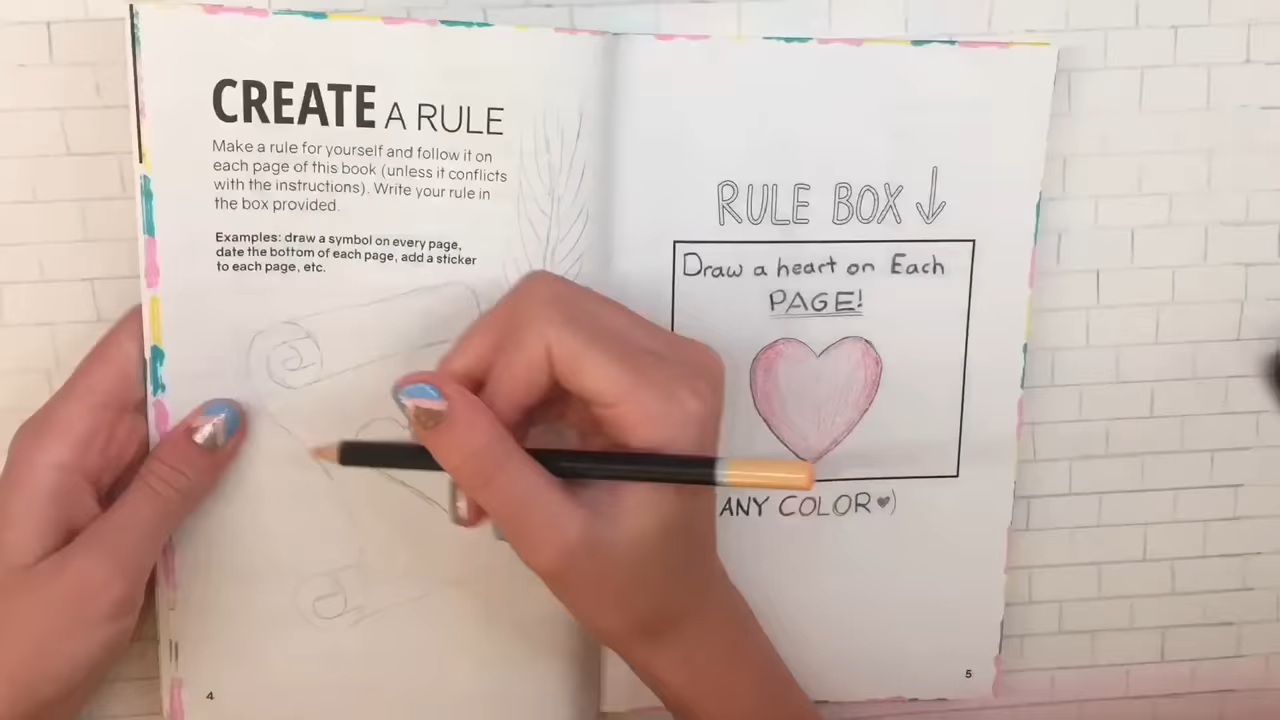 CREATE A RULE
Make a rule for yourself and follow it on
each page of this book (unless it conflicts
with the instructions). Write your rule in
the box provided.
Examples: draw a symbol on every page,
date the bottom of each page, add a sticker
to each page, etc.
4
RULE BOX ↓
Draw a heart on Each
PAGE!
ANY COLOR♥)
5